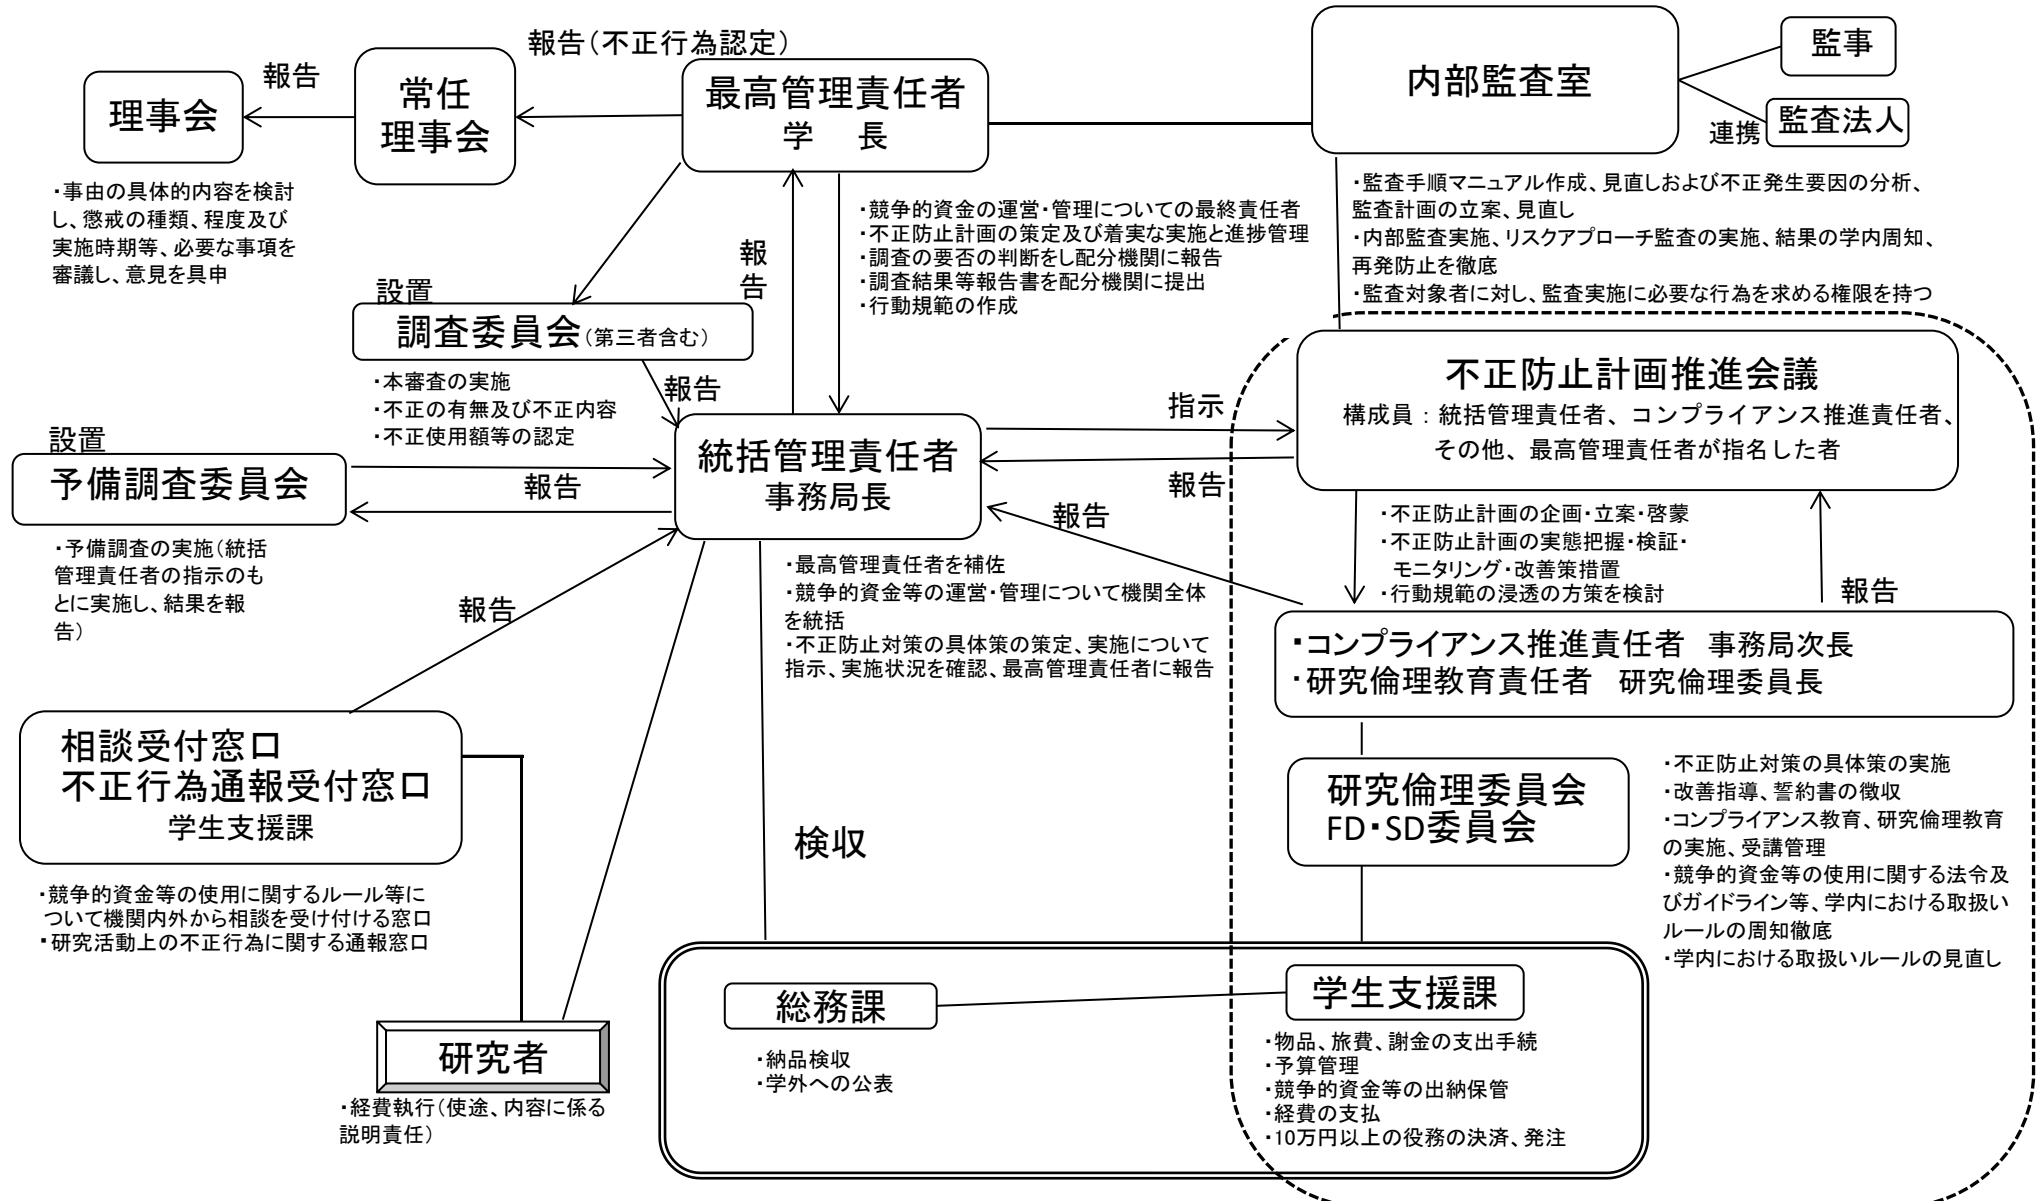 報告(不正行為認定)
理事会
報告
常任
理事会
最高管理責任者
学　長
内部監査室
監事
監査法人
連携
・事由の具体的内容を検討
し、懲戒の種類、程度及び
実施時期等、必要な事項を
審議し、意見を具申
報
告
・競争的資金の運営・管理についての最終責任者
・不正防止計画の策定及び着実な実施と進捗管理
・調査の要否の判断をし配分機関に報告
・調査結果等報告書を配分機関に提出
・行動規範の作成
・監査手順マニュアル作成、見直しおよび不正発生要因の分析、
監査計画の立案、見直し
・内部監査実施、リスクアプローチ監査の実施、結果の学内周知、
再発防止を徹底
・監査対象者に対し、監査実施に必要な行為を求める権限を持つ
設置
調査委員会(第三者含む)
・本審査の実施
・不正の有無及び不正内容
・不正使用額等の認定
報告
不正防止計画推進会議
構成員：統括管理責任者、コンプライアンス推進責任者、
その他、最高管理責任者が指名した者
指示
報告
設置
予備調査委員会
報告
統括管理責任者
事務局長
報告
・予備調査の実施(統括
管理責任者の指示のも
とに実施し、結果を報
告)
・最高管理責任者を補佐
・競争的資金等の運営・管理について機関全体
を統括
・不正防止対策の具体策の策定、実施について
指示、実施状況を確認、最高管理責任者に報告
・不正防止計画の企画・立案・啓蒙
・不正防止計画の実態把握・検証・
モニタリング・改善策措置
・行動規範の浸透の方策を検討
報告
報告
・コンプライアンス推進責任者　事務局次長
・研究倫理教育責任者　研究倫理委員長
相談受付窓口
不正行為通報受付窓口
学生支援課
・競争的資金等の使用に関するルール等に
ついて機関内外から相談を受け付ける窓口
・研究活動上の不正行為に関する通報窓口
検収
研究倫理委員会
FD・SD委員会
・不正防止対策の具体策の実施
・改善指導、誓約書の徴収
・コンプライアンス教育、研究倫理教育
の実施、受講管理
・競争的資金等の使用に関する法令及
びガイドライン等、学内における取扱い
ルールの周知徹底
・学内における取扱いルールの見直し
研究者
・経費執行(使途、内容に係る
説明責任)
総務課
・納品検収
・学外への公表
学生支援課
・物品、旅費、謝金の支出手続
・予算管理
・競争的資金等の出納保管
・経費の支払
・10万円以上の役務の決済、発注